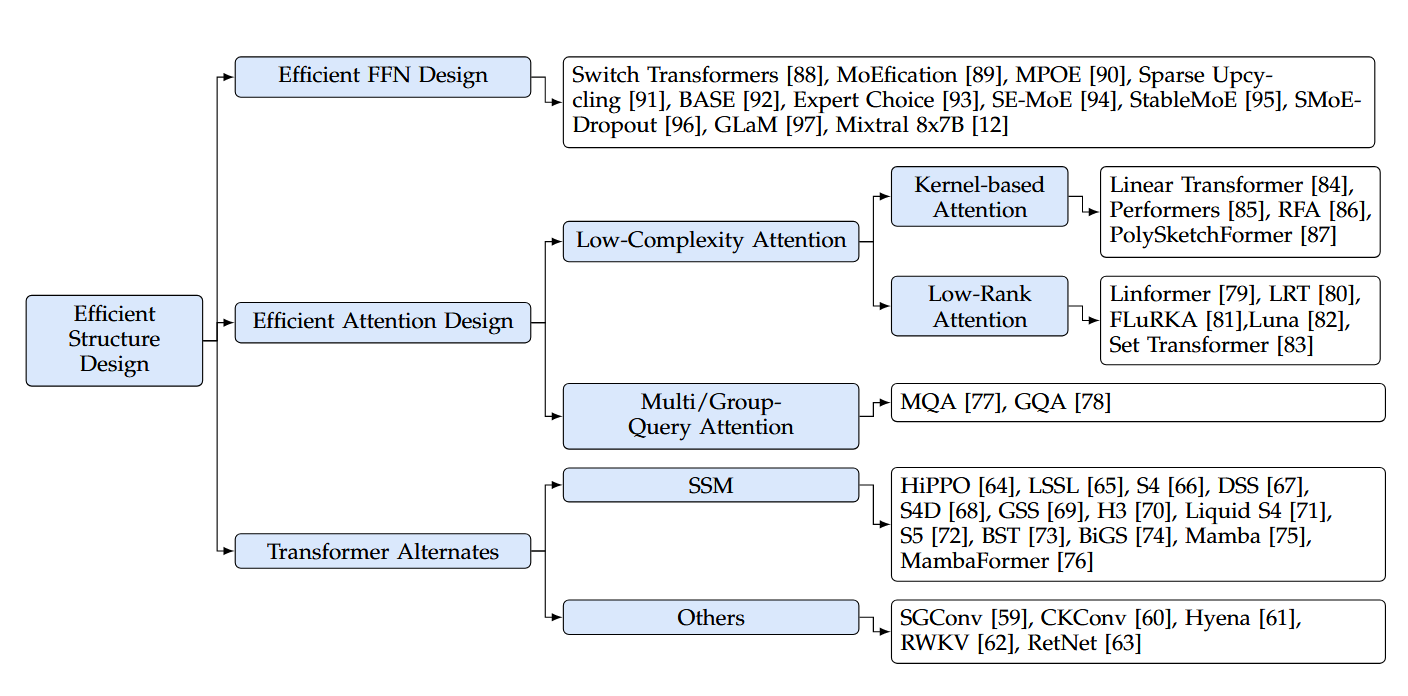 Efficient FFN Design
Switch Transformers [88], MoEfication [89], MPOE [90], Sparse Upcy-
cling [91], BASE [92], Expert Choice [93], SE-MoE [94], StableMoE [95], SMoE-
Dropout [96], GLaM [97], Mixtral 8x7B [12]
Kernel-based
Attention
Linear Transformer [84],
Performers [85], RFA [86],
PolySketchFormer [87]
Low-Complexity Attention
Low-Rank
Attention
Linformer [79], LRT [80],
FLuRKA [81],Luna [82],
Set Transformer [83]
Efficient
Structure
Design
Efficient Attention Design
Multi/Group-
Query Attention
MQA [77], GQA [78]
SSM
HiPPO [64], LSSL [65], S4 [66], DSS [67],
S4D [68], GSS [69], H3 [70], Liquid S4 [71],
S5 [72], BST [73], BiGS [74], Mamba [75],
MambaFormer [76]
Transformer Alternates
Others
SGConv [59], CKConv [60], Hyena [61],
RWKV [62], RetNet [63]